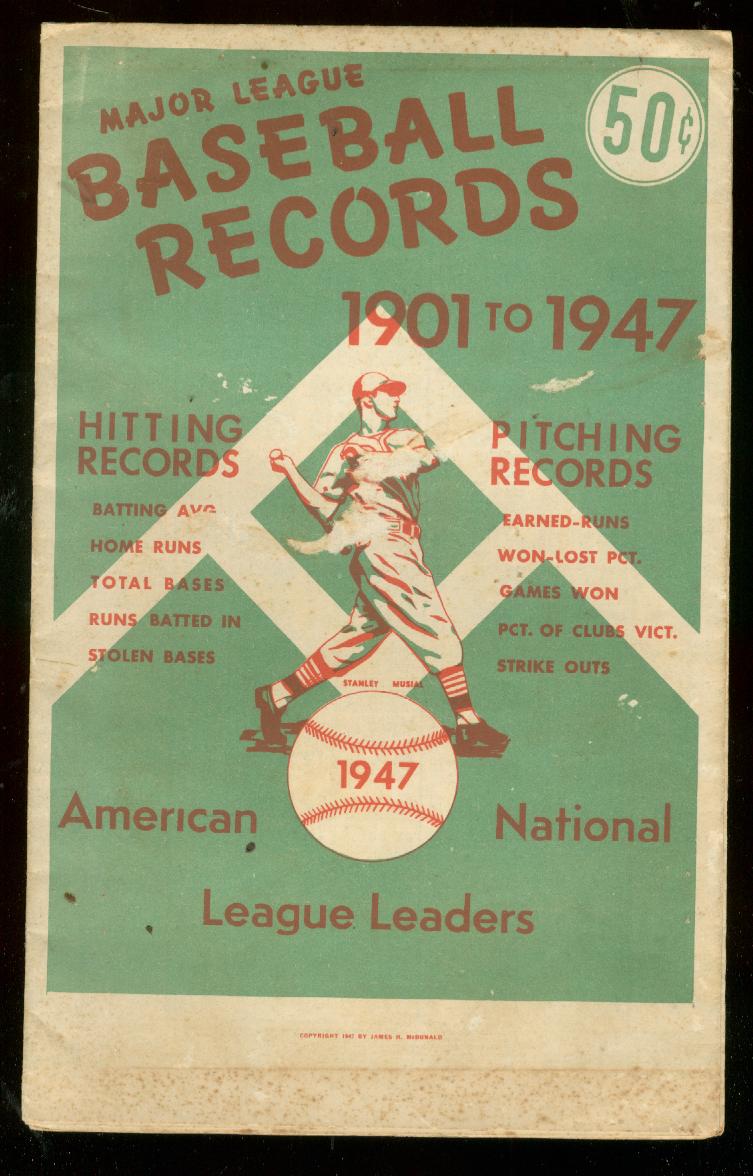 MAJOR LEAGUE
BASEBALL
RECORDS
50¢
1901 TO 1947
HITTING
RECORDS
BATTING AVG
HOME RUNS
TOTAL BASES
RUNS BATTED IN
STOLEN BASES
PITCHING
RECORDS
EARNED-RUNS
WON-LOST PCT.
GAMES WON
PCT. OF CLUBS VICT.
STRIKE OUTS
STANLEY MUSIAL
1947
American National
League Leaders
COPYRIGHT 1947 BY JAMES H. McDONALD